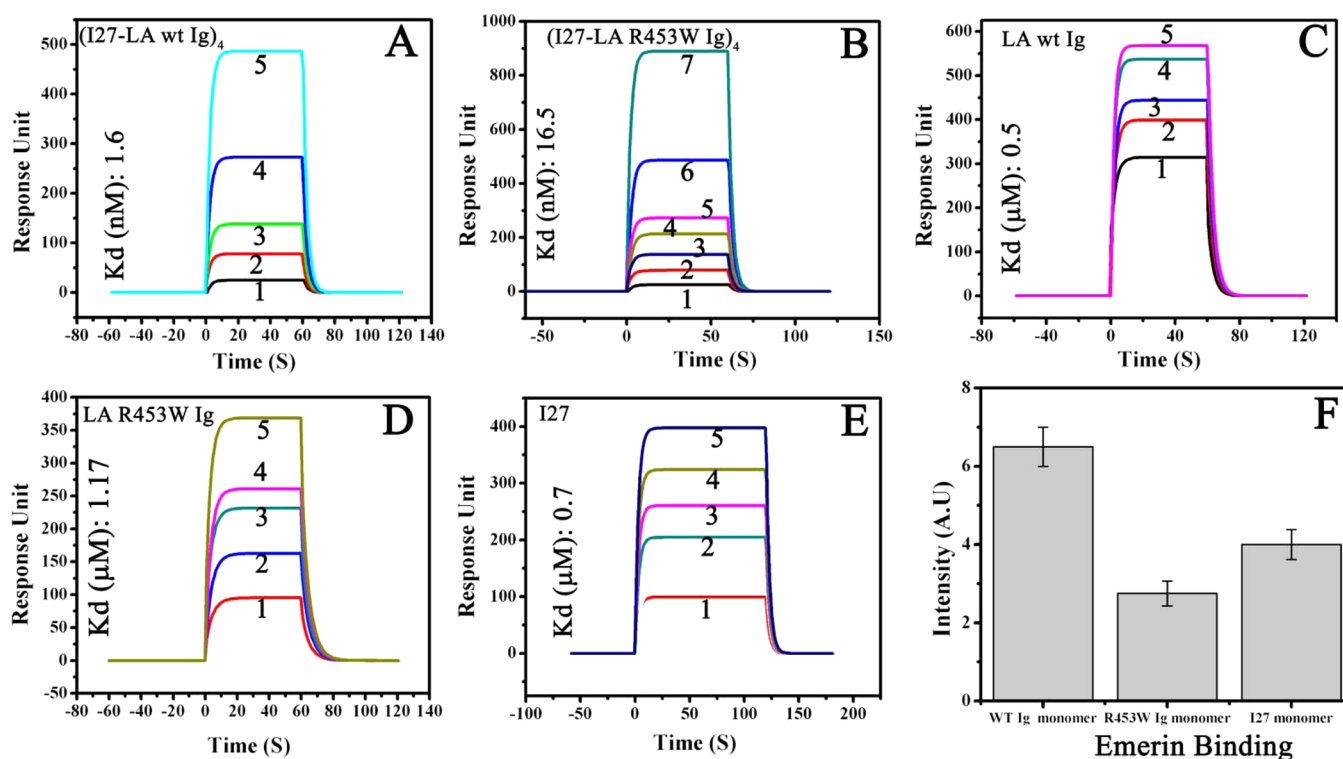 (I27-LA wt Ig)4
A
Response Unit
Kd (nM): 1.6
500
400
300
200
100
0
5
4
3
2
1
-80 -60 -40 -20 0 20 40 60 80 100 120 140
Time (S)
(I27-LA R453W Ig)4
B
Response Unit
Kd (nM): 16.5
1000
800
600
400
200
0
7
6
5
4
3
2
1
-50 0 50 100 150
Time (S)
LA wt Ig
C
Response Unit
Kd (μM): 0.5
600
500
400
300
200
100
0
5
4
3
2
1
-80 -40 0 40 80 120
Time (S)
LA R453W Ig
D
Response Unit
Kd (μM): 1.17
400
350
300
250
200
150
100
50
0
-50
5
4
3
2
1
-80 -60 -40 -20 0 20 40 60 80 100 120 140
Time (S)
I27
E
Response Unit
Kd (μM): 0.7
400
300
200
100
0
5
4
3
2
1
-100 -50 0 50 100 150 200
Time (S)
F
Intensity (A.U)
8
6
4
2
0
WT Ig monomer R453W Ig monomer I27 monomer
Emerin Binding